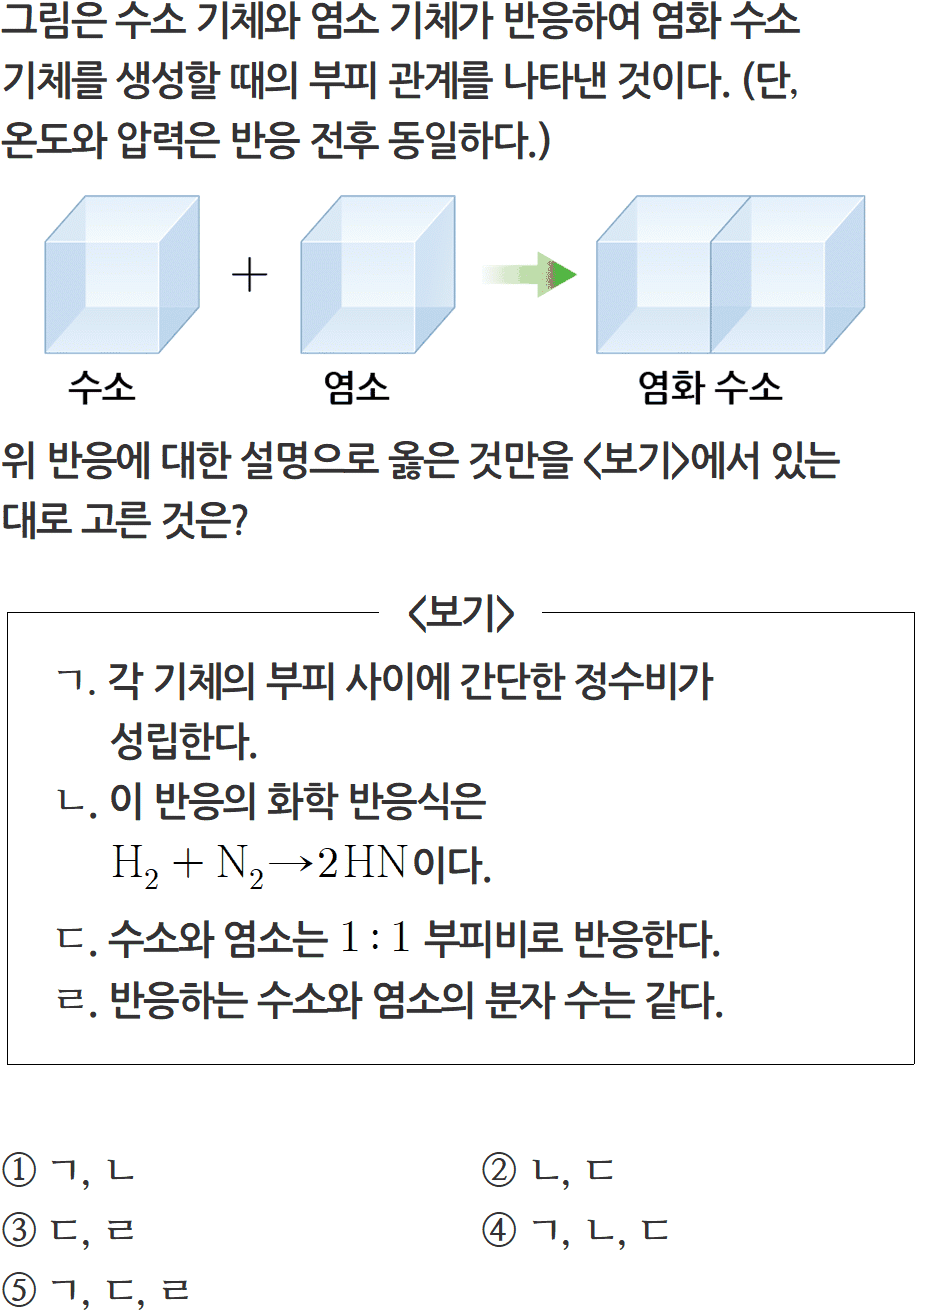 그림은 수소 기체와 염소 기체가 반응하여 염화 수소
기체를 생성할 때의 부피 관계를 나타낸 것이다. (단,
온도와 압력은 반응 전후 동일하다.)
+
수소 염소 염화 수소
위 반응에 대한 설명으로 옳은 것만을 <보기>에서 있는
대로 고른 것은?
<보기>
ㄱ. 각 기체의 부피 사이에 간단한 정수비가
성립한다.
ㄴ. 이 반응의 화학 반응식은
H₂ + N₂ → 2HN이다.
ㄷ. 수소와 염소는 1 : 1 부피비로 반응한다.
ㄹ. 반응하는 수소와 염소의 분자 수는 같다.
① ㄱ, ㄴ ② ㄴ, ㄷ
③ ㄷ, ㄹ ④ ㄱ, ㄴ, ㄷ
⑤ ㄱ, ㄷ, ㄹ